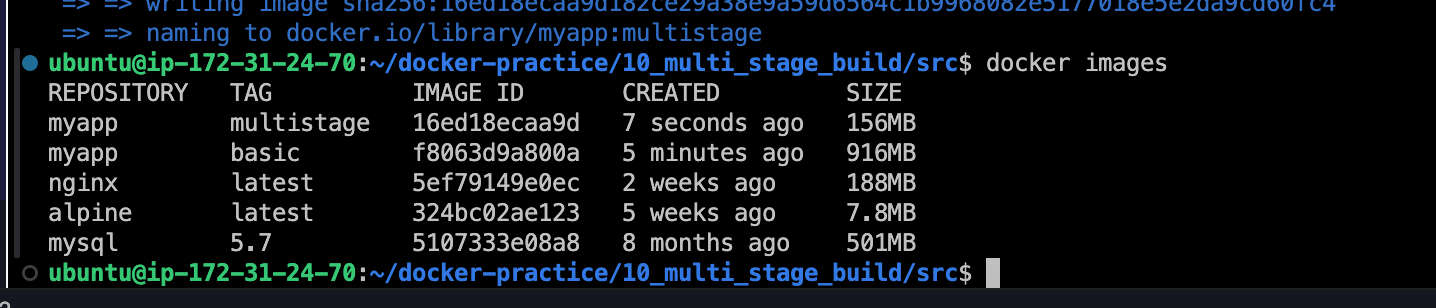 => => writing image sha256:16ed18ecaa9d182ce29a38e9a59d6564c1b9968082e5177018e5e2da9cd60fc4
=> => naming to docker.io/library/myapp:multistage
ubuntu@ip-172-31-24-70:~/docker-practice/10_multi_stage_build/src$ docker images
REPOSITORY TAG IMAGE ID CREATED SIZE
myapp multistage 16ed18ecaa9d 7 seconds ago 156MB
myapp basic f8063d9a800a 5 minutes ago 916MB
nginx latest 5ef79149e0ec 2 weeks ago 188MB
alpine latest 324bc02ae123 5 weeks ago 7.8MB
mysql 5.7 5107333e08a8 8 months ago 501MB
ubuntu@ip-172-31-24-70:~/docker-practice/10_multi_stage_build/src$